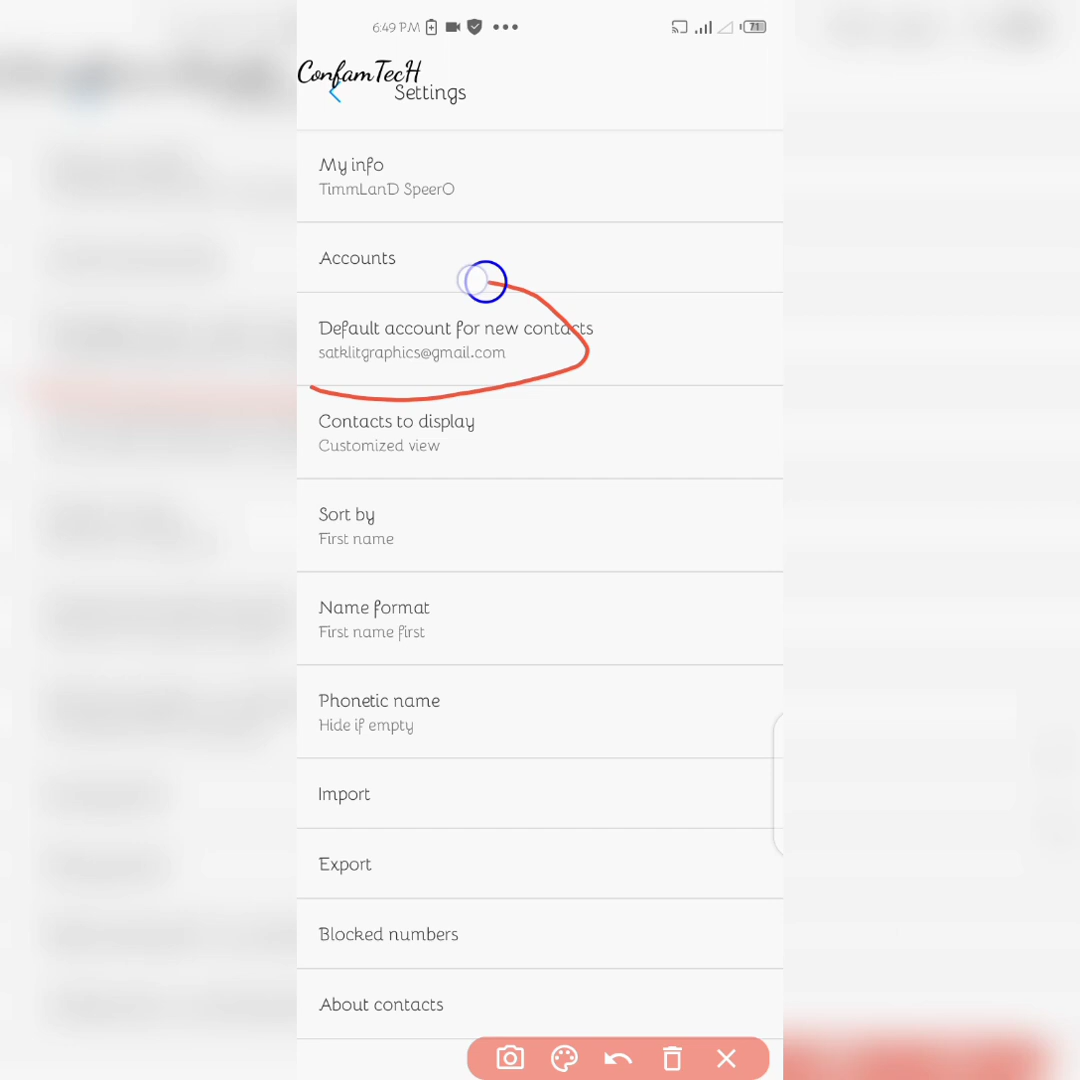 6:49 PM
71
ConfamTecH
Settings
My info
TimmLanD SpeerO
Accounts
Default account for new contacts
satklitgraphics@gmail.com
Contacts to display
Customized view
Sort by
First name
Name format
First name first
Phonetic name
Hide if empty
Import
Export
Blocked numbers
About contacts